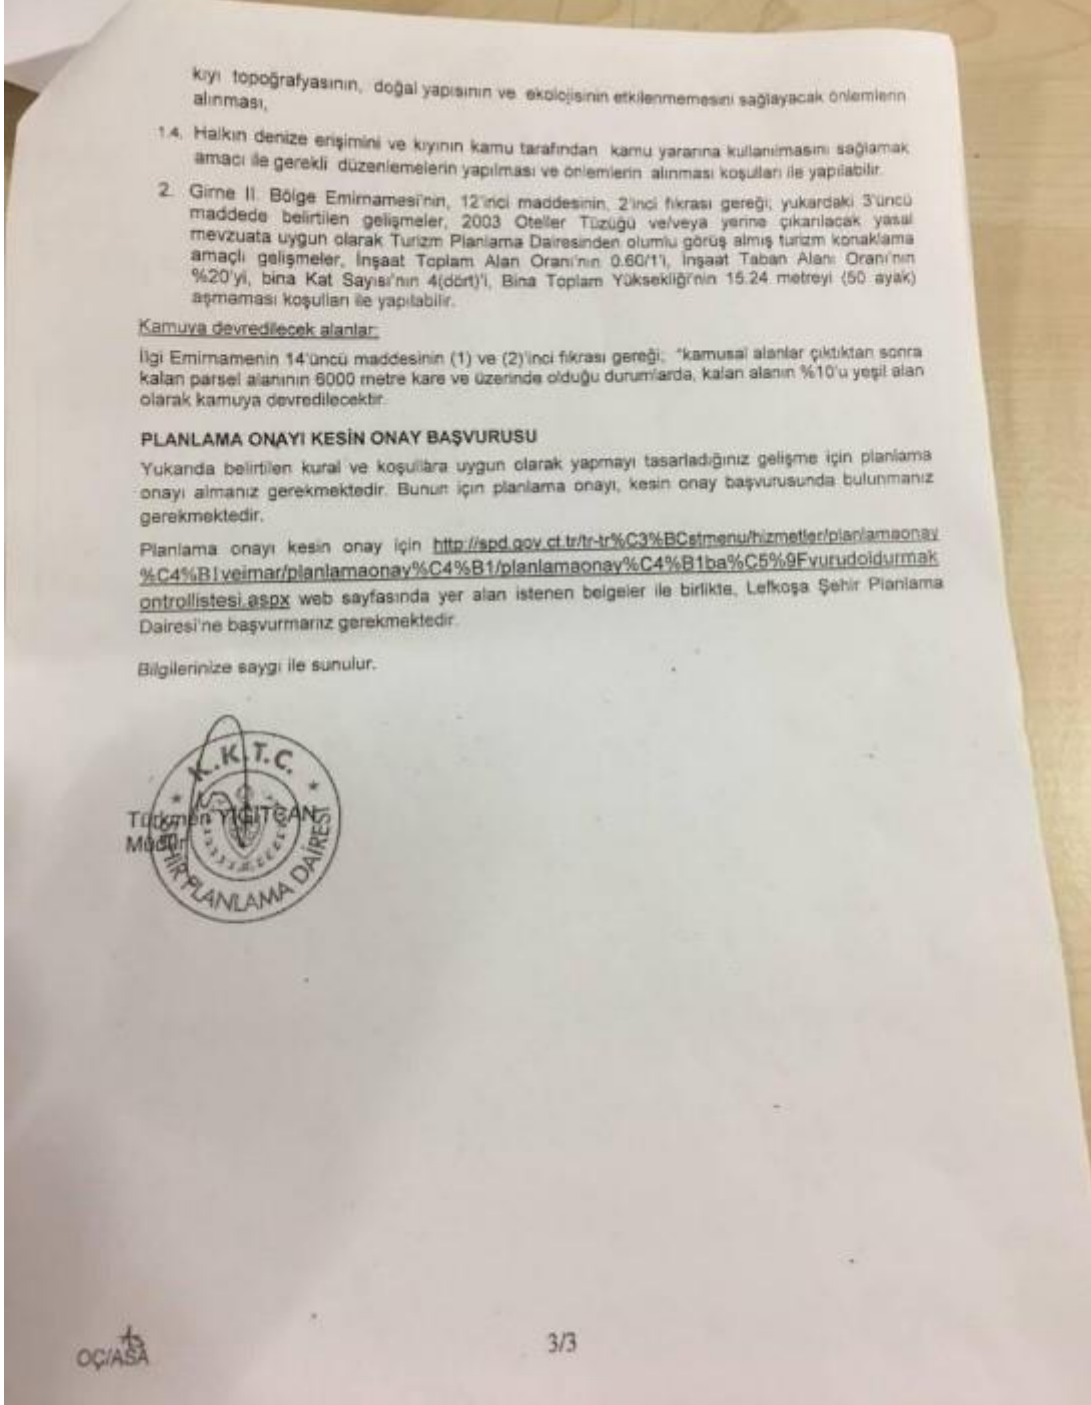 kıyı topoğrafyasının, doğal yapısının ve ekolojisinin etkilenmemesini sağlayacak önlemlerin
alınması,
1.4. Halkın denize erişimini ve kıyının kamu tarafından kamu yararına kullanılmasını sağlamak
amacı ile gerekli düzenlemelerin yapılması ve önlemlerin alınması koşulları ile yapılabilir.
2. Girne II. Bölge Emirnamesi'nin, 12'inci maddesinin, 2'inci fıkrası gereği; yukardaki 3'üncü
maddede belirtilen gelişmeler, 2003 Oteller Tüzüğü ve/veya yerine çıkarılacak yasal
mevzuata uygun olarak Turizm Planlama Dairesinden olumlu görüş almış turizm konaklama
amaçlı gelişmeler, İnşaat Toplam Alan Oranı'nın 0.60/1'i, İnşaat Taban Alanı Oranı'nın
%20'yi, bina Kat Sayısı'nın 4(dört)'i, Bina Toplam Yüksekliği'nin 15.24 metreyi (50 ayak)
aşmaması koşulları ile yapılabilir.
Kamuya devredilecek alanlar:
İlgi Emirnamenin 14'üncü maddesinin (1) ve (2)'inci fıkrası gereği; "kamusal alanlar çıktıktan sonra
kalan parsel alanının 6000 metre kare ve üzerinde olduğu durumlarda, kalan alanın %10'u yeşil alan
olarak kamuya devredilecektir.
PLANLAMA ONAYI KESİN ONAY BAŞVURUSU
Yukarıda belirtilen kural ve koşullara uygun olarak yapmayı tasarladığınız gelişme için planlama
onayı almanız gerekmektedir. Bunun için planlama onayı, kesin onay başvurusunda bulunmanız
gerekmektedir.
Planlama onayı kesin onay için http://spd.gov.ct.tr/tr-tr%C3%BCstmenu/hizmetler/planlamaonay
%C4%B1veimar/planlamaonay%C4%B1/planlamaonay%C4%B1ba%C5%9Fvurudoldurmak
ontrollistesi.aspx web sayfasında yer alan istenen belgeler ile birlikte, Lefkoşa Şehir Planlama
Dairesi'ne başvurmanız gerekmektedir.
Bilgilerinize saygı ile sunulur.
K.K.T.C.
Türkmen YİĞİTCAN
Müdür
ŞEHİR PLANLAMA DAİRESİ
OÇ/ASA
3/3